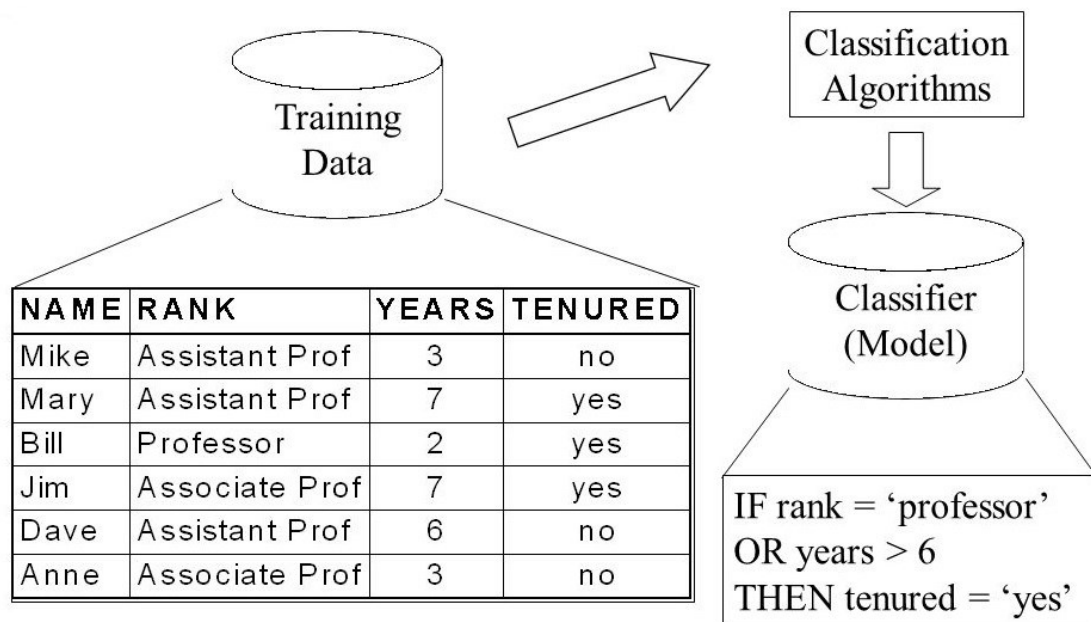 Training
Data
Classification
Algorithms
Classifier
(Model)
NAME RANK YEARS TENURED
Mike Assistant Prof 3 no
Mary Assistant Prof 7 yes
Bill Professor 2 yes
Jim Associate Prof 7 yes
Dave Assistant Prof 6 no
Anne Associate Prof 3 no
IF rank = ‘professor’
OR years > 6
THEN tenured = ‘yes’